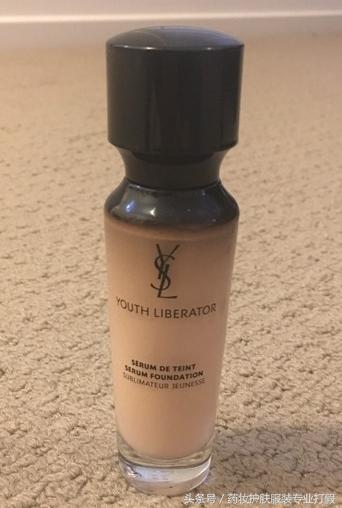 YSL
YOUTH LIBERATOR
SÉRUM DE TEINT
SERUM FOUNDATION
SUBLIMATEUR JEUNESSE
头条号／药妆护肤服装专业打假